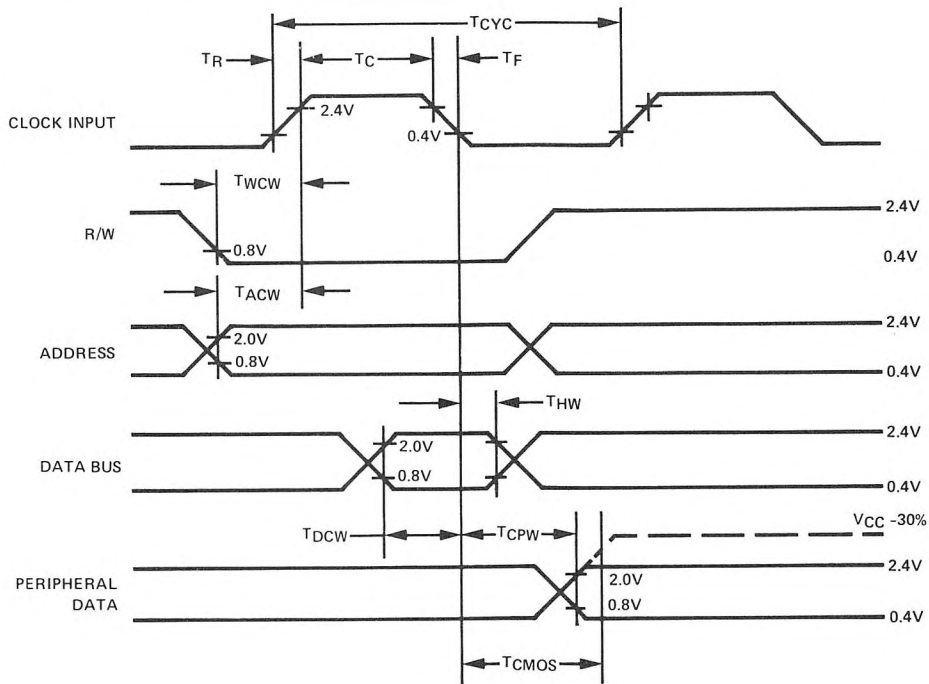 TCYC
TR TC TF
CLOCK INPUT
2.4V
0.4V
TWCW
R/W
0.8V
2.4V
0.4V
TACW
ADDRESS
2.0V
0.8V
2.4V
0.4V
THW
DATA BUS
2.0V
0.8V
2.4V
0.4V
TDCW
TCPW
VCC -30%
PERIPHERAL
DATA
2.0V
0.8V
2.4V
0.4V
TCMOS